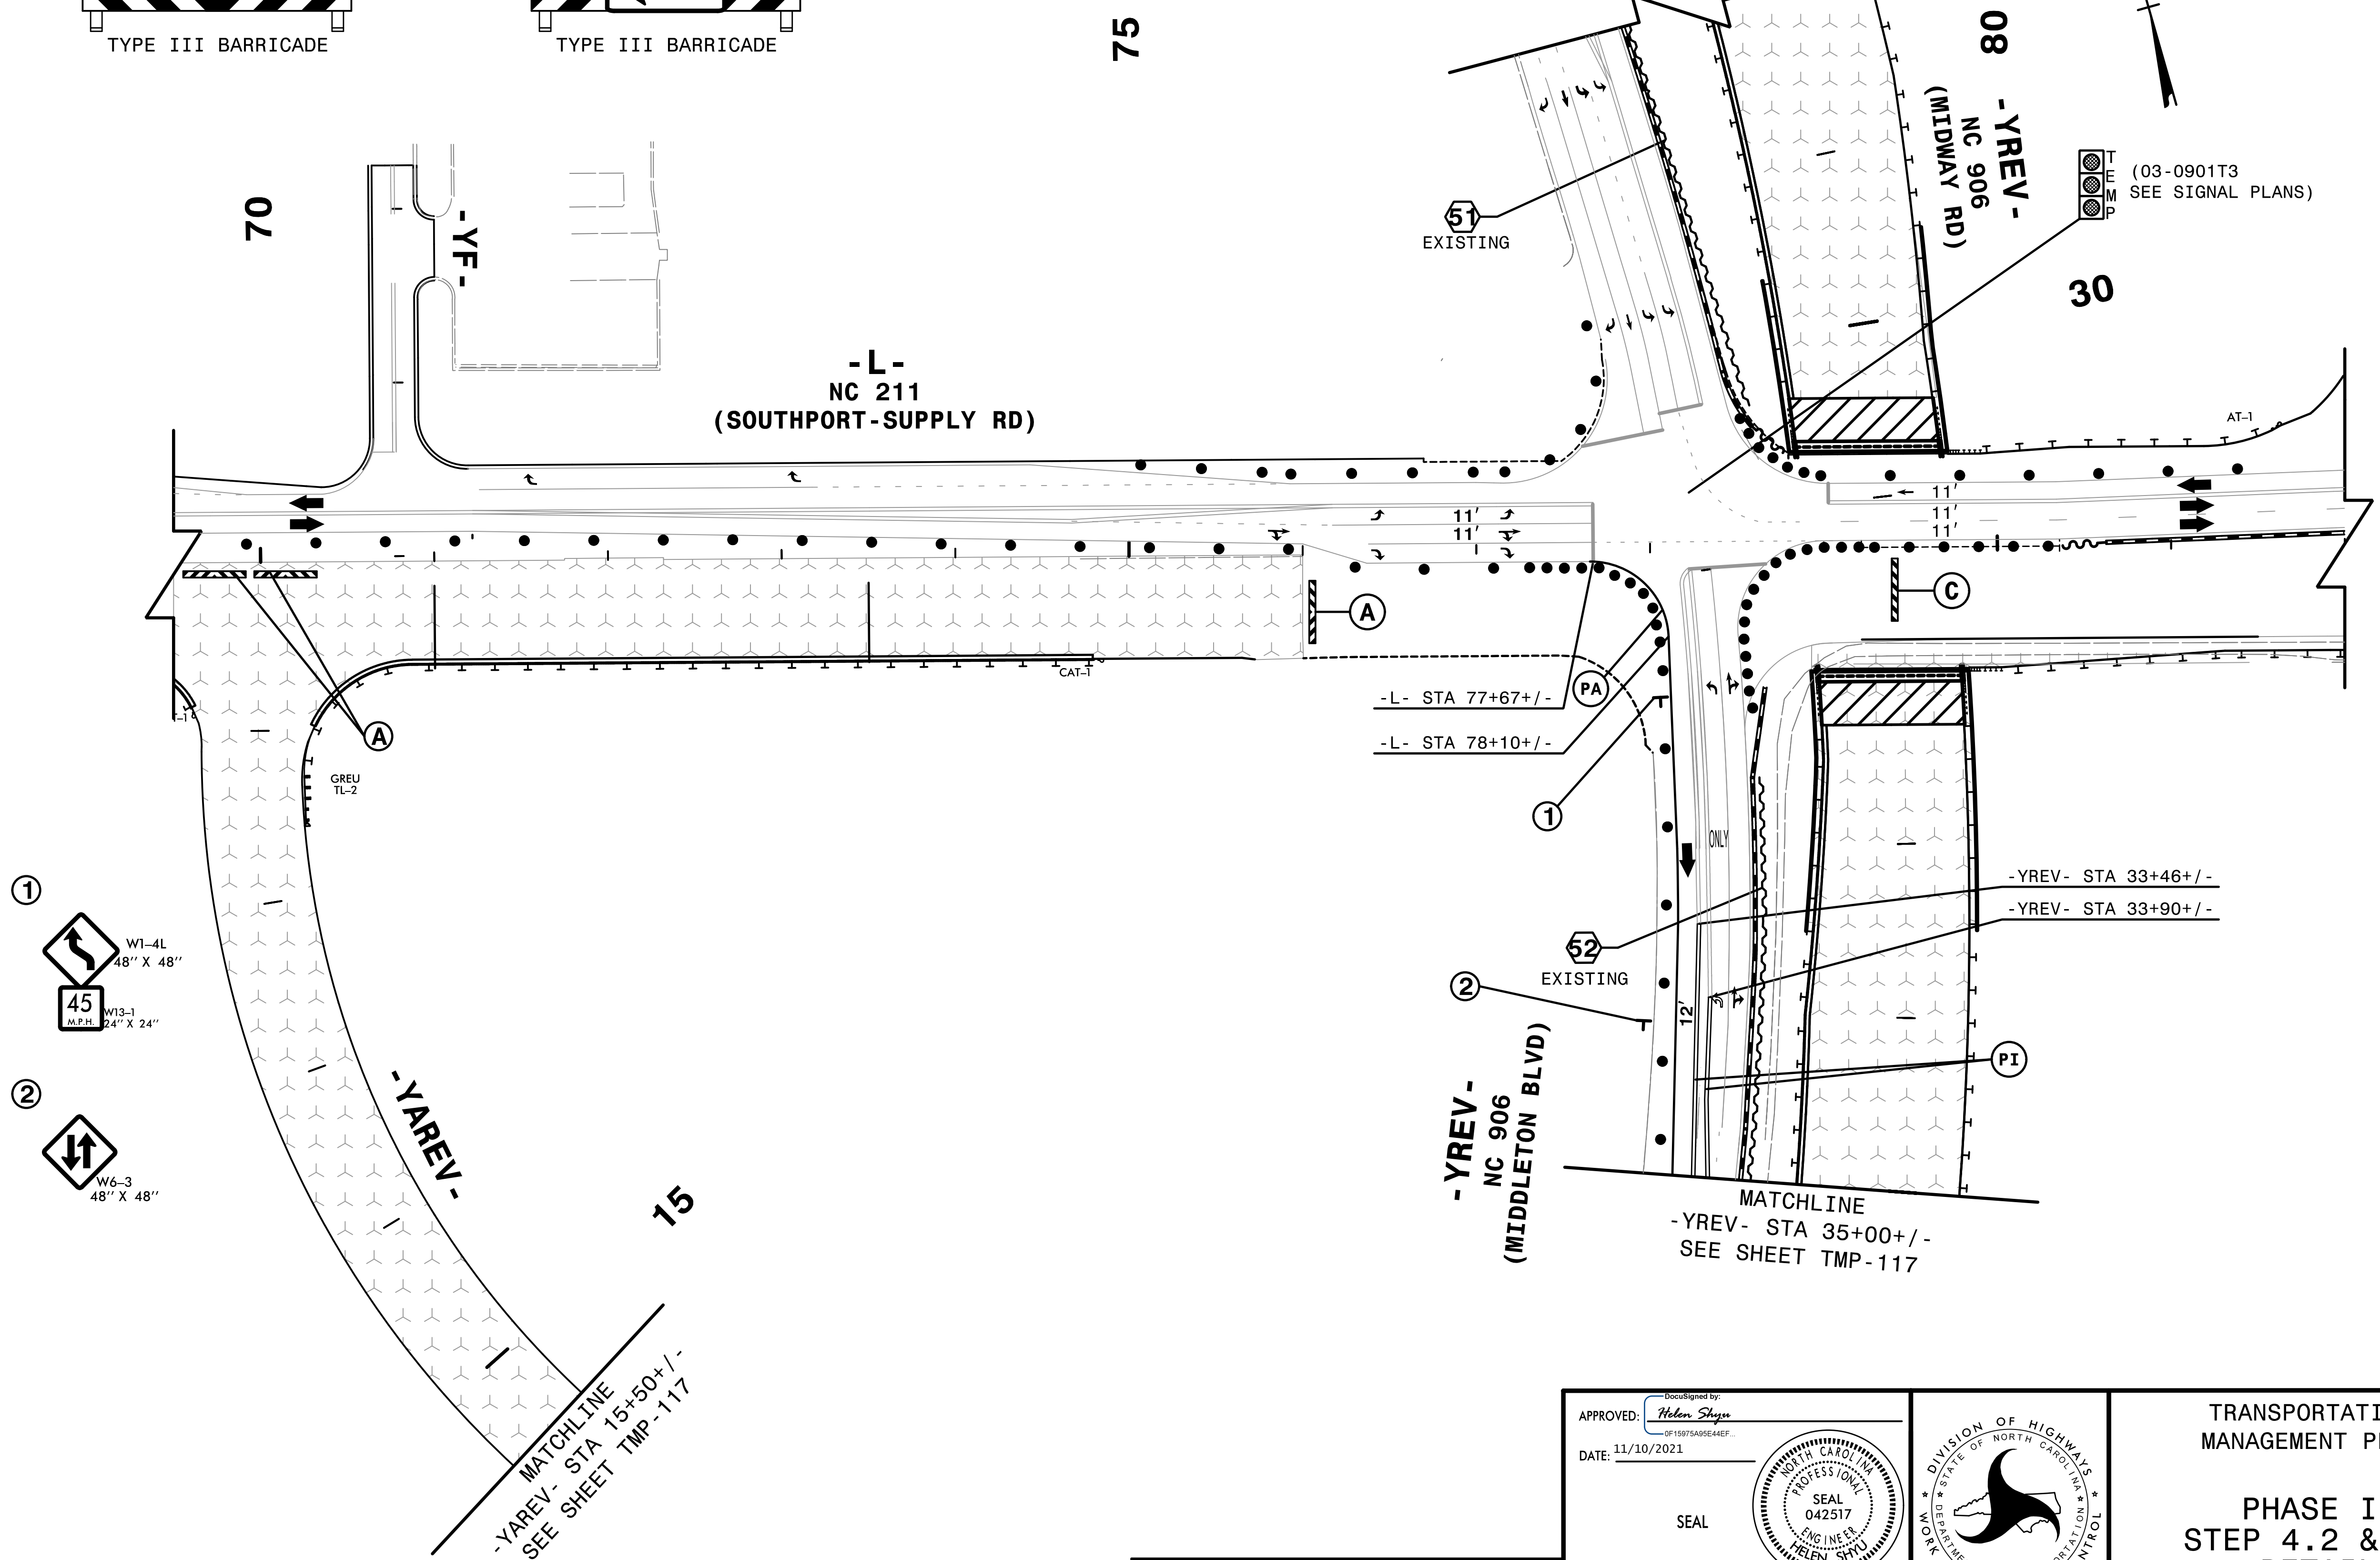 TYPE III BARRICADE
TYPE III BARRICADE
75
80
70
-YF-
-YREV-
NC 906
(MIDWAY RD)
T
E
M
P
(03-0901T3
SEE SIGNAL PLANS)
51
EXISTING
30
-L-
NC 211
(SOUTHPORT-SUPPLY RD)
AT-1
11'
11'
11'
11'
11'
A
C
CAT-1
PA
-L- STA 77+67+/-
-L- STA 78+10+/-
A
GREU
TL-2
1
ONLY
-YREV- STA 33+46+/-
-YREV- STA 33+90+/-
1
W1-4L
48'' X 48''
45
M.P.H.
W13-1
24'' X 24''
52
EXISTING
2
12'
PI
2
W6-3
48'' X 48''
-YAREV-
15
-YREV-
NC 906
(MIDDLETON BLVD)
MATCHLINE
-YREV- STA 35+00+/-
SEE SHEET TMP-117
MATCHLINE
-YAREV- STA 15+50+/-
SEE SHEET TMP-117
DocuSigned by:
APPROVED: Helen Shyu
0F15975A95E44EF...
DATE: 11/10/2021
SEAL
NORTH CAROLINA
PROFESSIONAL
SEAL
042517
ENGINEER
HELEN SHYU
DIVISION OF HIGHWAYS
STATE OF NORTH CAROLINA
WORK
TRANSPORTATI
MANAGEMENT P
PHASE I
STEP 4.2 &